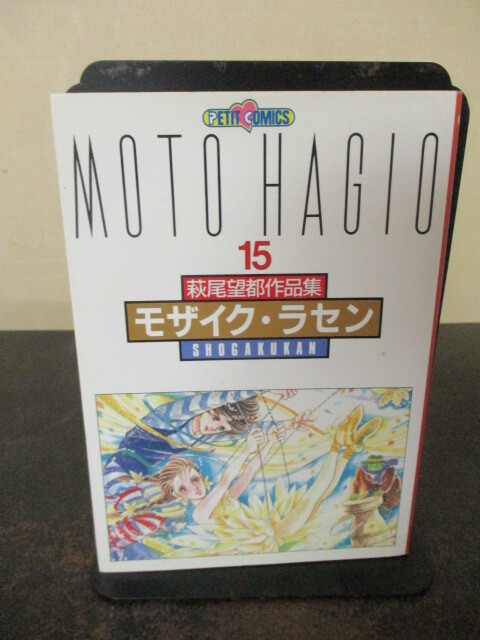 PETIT COMICS
MOTO HAGIO
15
萩尾望都作品集
モザイク・ラセン
SHOGAKUKAN